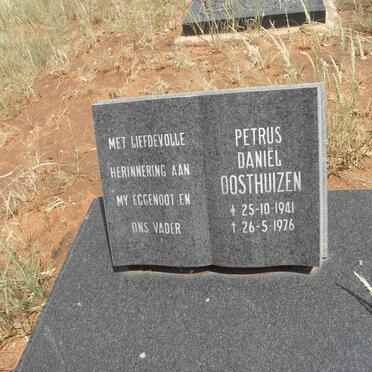 MET LIEFDEVOLLE
HERINNERING AAN
MY EGGENOOT EN
ONS VADER
PETRUS
DANIËL
OOSTHUIZEN
* 25-10-1941
† 26-5-1976